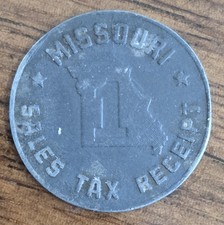 MISSOURI
1
SALES TAX RECEIPT